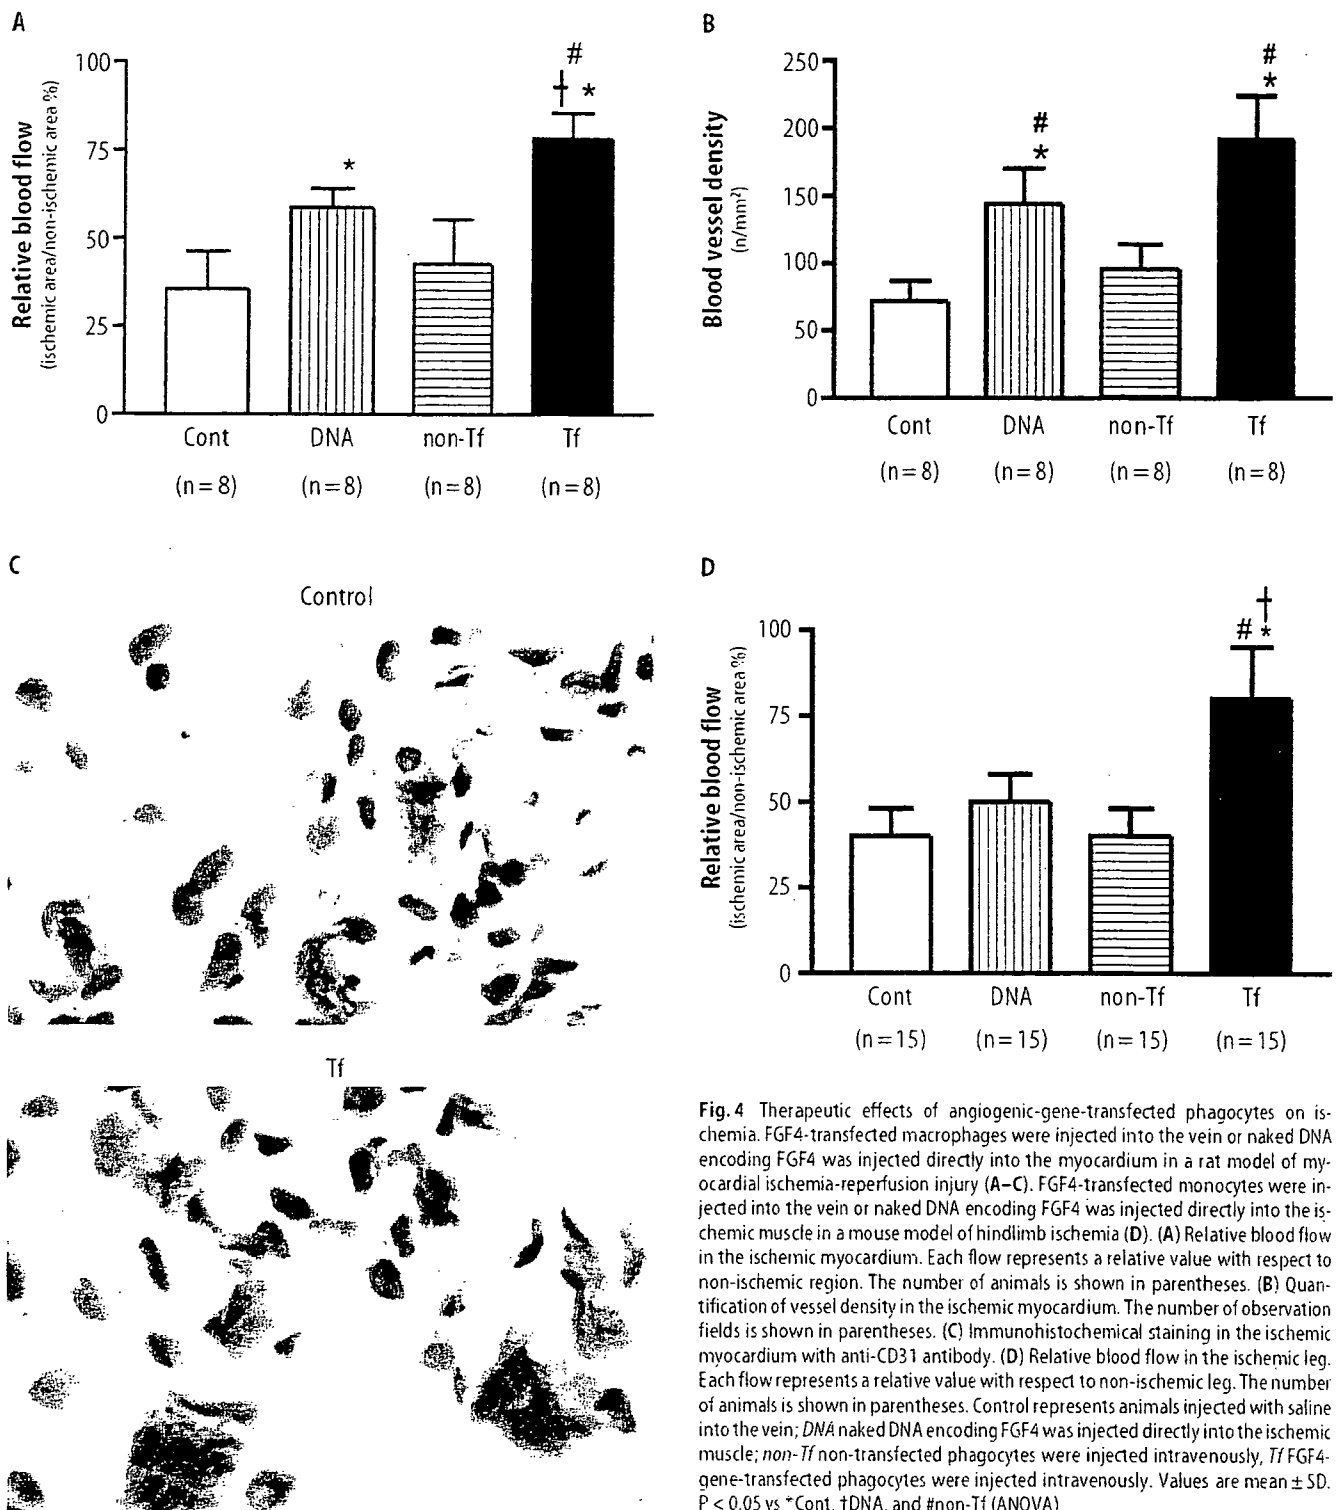 A
#
† *
*
100
75
50
25
0
Relative blood flow
(ischemic area/non-ischemic area %)
Cont DNA non-Tf Tf
(n=8) (n=8) (n=8) (n=8)
B
#
*
#
*
250
200
150
100
50
0
Blood vessel density
(n/mm²)
Cont DNA non-Tf Tf
(n=8) (n=8) (n=8) (n=8)
C
Control
Tf
D
†
# *
100
75
50
25
0
Relative blood flow
(ischemic area/non-ischemic area %)
Cont DNA non-Tf Tf
(n=15) (n=15) (n=15) (n=15)
Fig. 4 Therapeutic effects of angiogenic-gene-transfected phagocytes on is-
chemia. FGF4-transfected macrophages were injected into the vein or naked DNA
encoding FGF4 was injected directly into the myocardium in a rat model of my-
ocardial ischemia-reperfusion injury (A–C). FGF4-transfected monocytes were in-
jected into the vein or naked DNA encoding FGF4 was injected directly into the is-
chemic muscle in a mouse model of hindlimb ischemia (D). (A) Relative blood flow
in the ischemic myocardium. Each flow represents a relative value with respect to
non-ischemic region. The number of animals is shown in parentheses. (B) Quan-
tification of vessel density in the ischemic myocardium. The number of observation
fields is shown in parentheses. (C) Immunohistochemical staining in the ischemic
myocardium with anti-CD31 antibody. (D) Relative blood flow in the ischemic leg.
Each flow represents a relative value with respect to non-ischemic leg. The number
of animals is shown in parentheses. Control represents animals injected with saline
into the vein; DNA naked DNA encoding FGF4 was injected directly into the ischemic
muscle; non-Tf non-transfected phagocytes were injected intravenously, Tf FGF4-
gene-transfected phagocytes were injected intravenously. Values are mean ± SD.
P < 0.05 vs *Cont, †DNA, and #non-Tf (ANOVA)